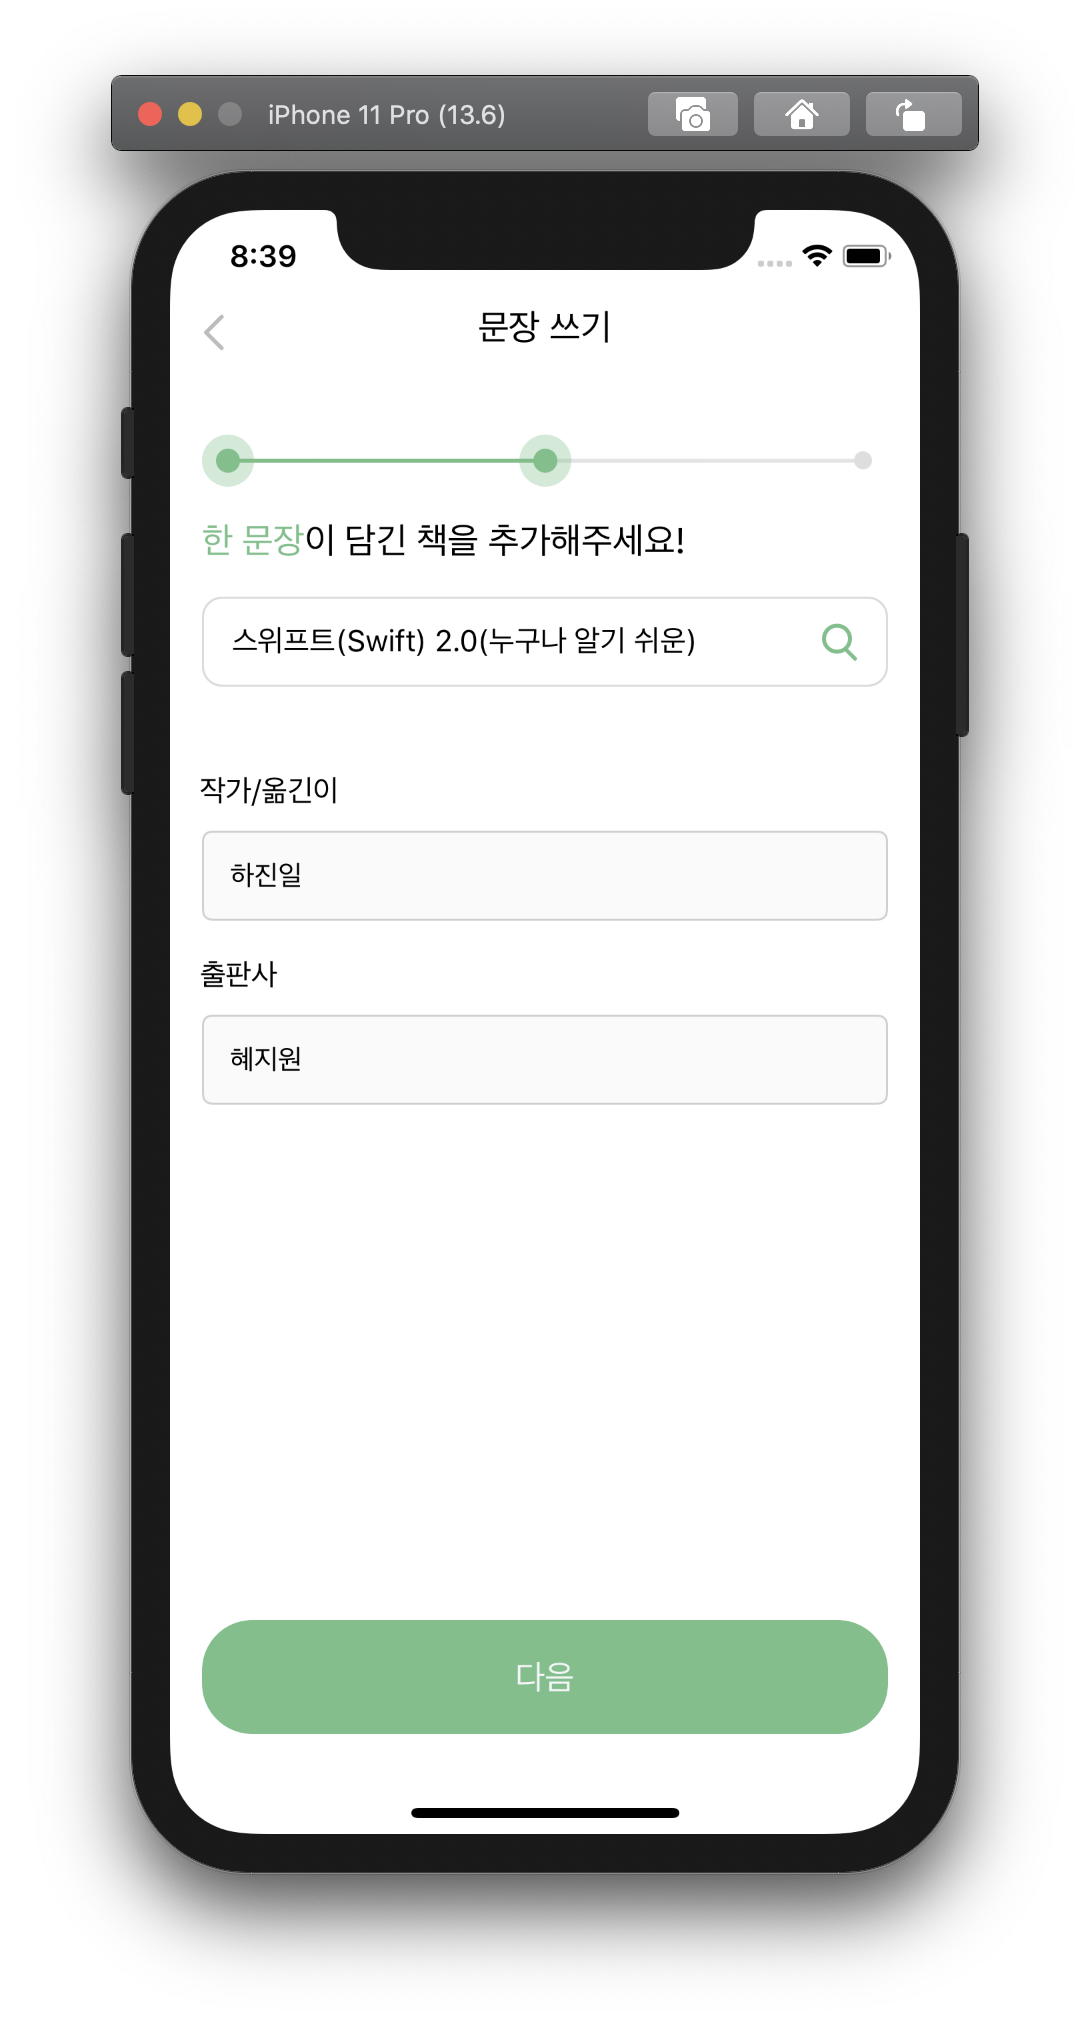 iPhone 11 Pro (13.6)
8:39
문장 쓰기
한 문장이 담긴 책을 추가해주세요!
스위프트(Swift) 2.0(누구나 알기 쉬운)
작가/옮긴이
하진일
출판사
혜지원
다음